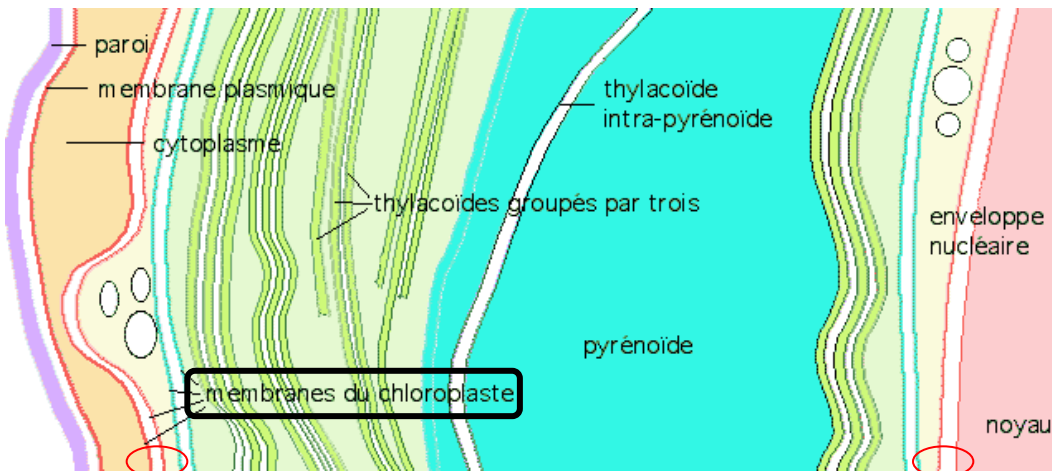 paroi
membrane plasmique
cytoplasme
thylacoïde
intra-pyrénoïde
thylacoïdes groupés par trois
enveloppe
nucléaire
pyrénoïde
membranes du chloroplaste
noyau